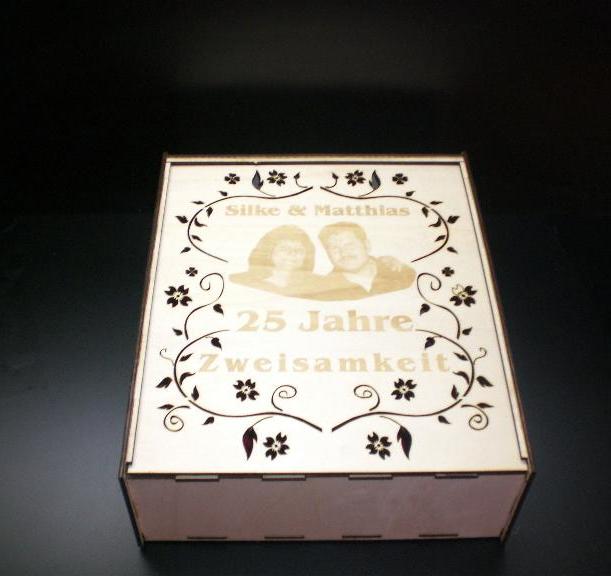 Silke & Matthias
25 Jahre
Zweisamkeit